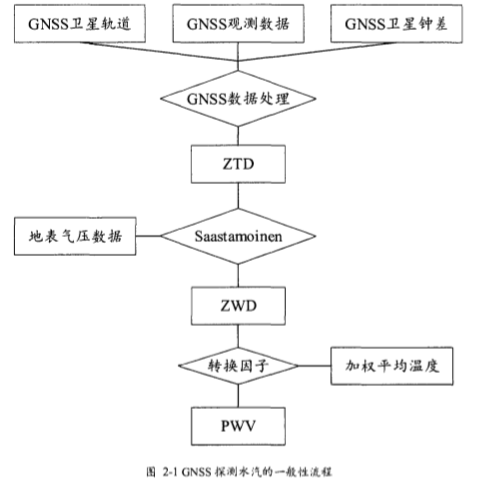 GNSS卫星轨道
GNSS观测数据
GNSS卫星钟差
GNSS数据处理
ZTD
地表气压数据
Saastamoinen
ZWD
转换因子
加权平均温度
PWV
图 2-1 GNSS 探测水汽的一般性流程